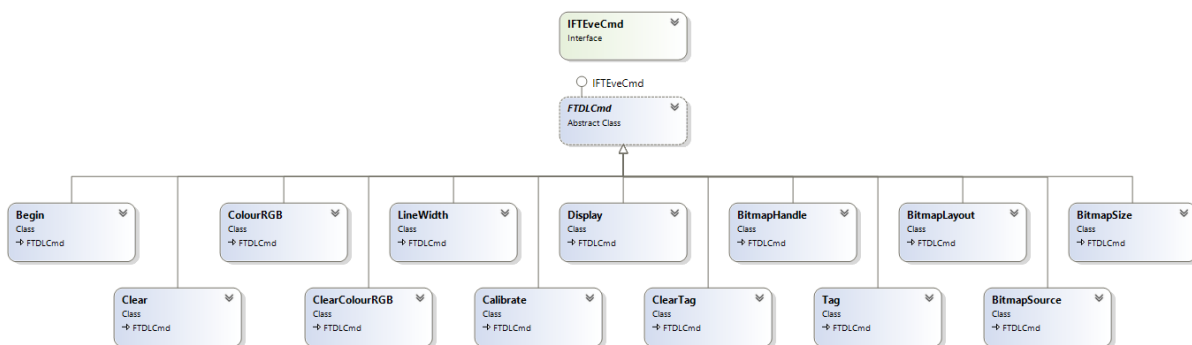 IFTEveCmd
Interface
IFTEveCmd
FTDLCmd
Abstract Class
Begin
Class
FTDLCmd
ColourRGB
Class
FTDLCmd
LineWidth
Class
FTDLCmd
Display
Class
FTDLCmd
BitmapHandle
Class
FTDLCmd
BitmapLayout
Class
FTDLCmd
BitmapSize
Class
FTDLCmd
Clear
Class
FTDLCmd
ClearColourRGB
Class
FTDLCmd
Calibrate
Class
FTDLCmd
ClearTag
Class
FTDLCmd
Tag
Class
FTDLCmd
BitmapSource
Class
FTDLCmd